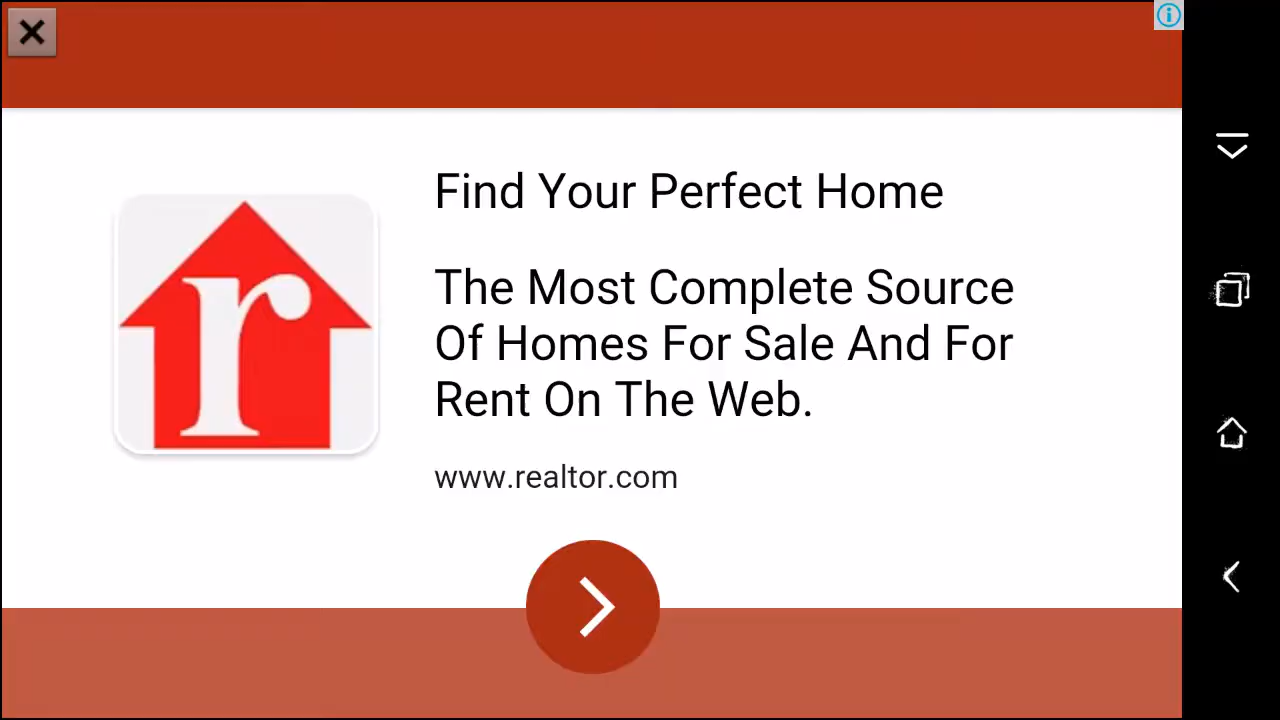 Find Your Perfect Home
The Most Complete Source
Of Homes For Sale And For
Rent On The Web.
www.realtor.com
r